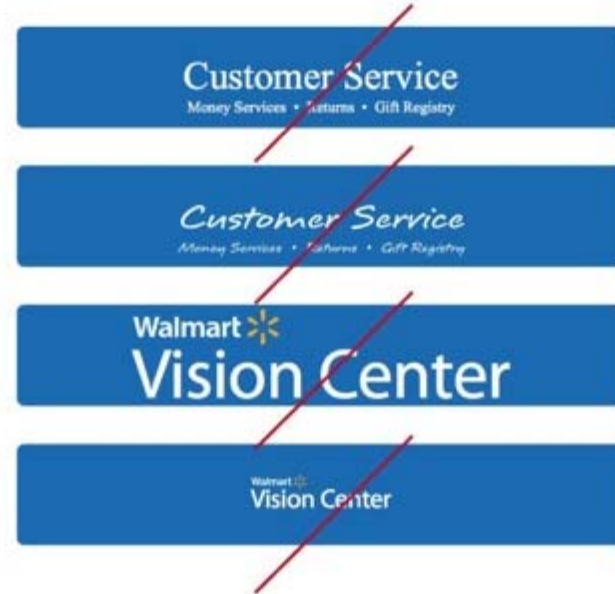 Customer Service
Money Services • Returns • Gift Registry
Customer Service
Money Services • Returns • Gift Registry
Walmart
Vision Center
Walmart
Vision Center